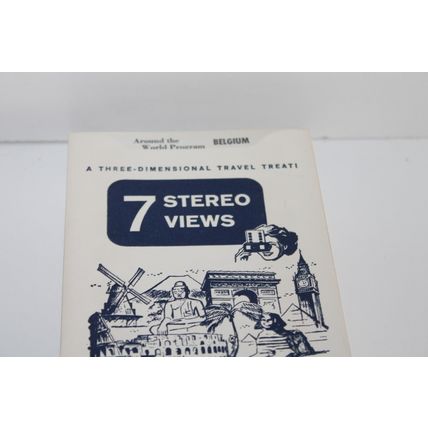 Around the
World Program
BELGIUM
A THREE-DIMENSIONAL TRAVEL TREAT!
7 STEREO
VIEWS